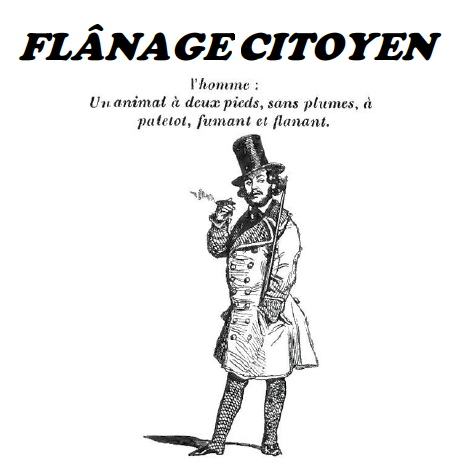 FLÂNAGE CITOYEN
l'homme :
Un animal à deux pieds, sans plumes, à
paletot, fumant et flanant.